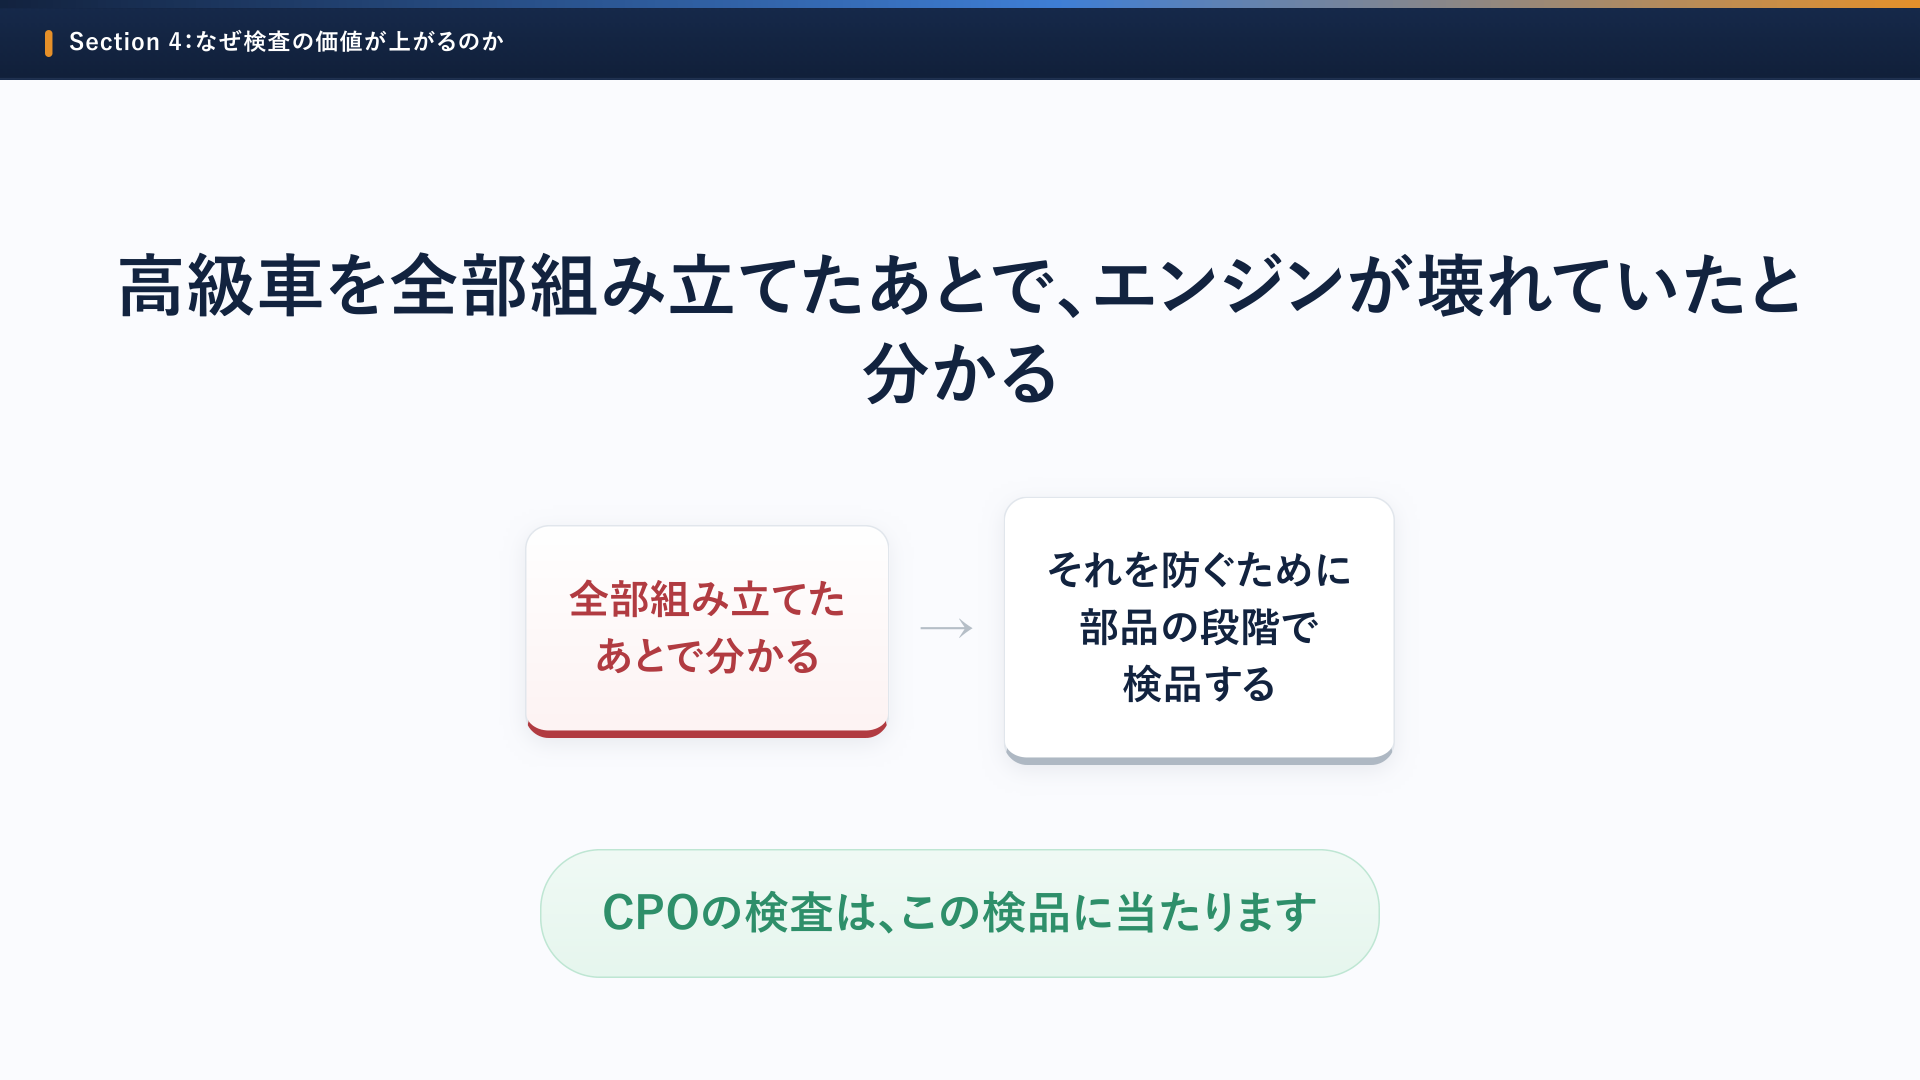 Section 4：なぜ検査の価値が上がるのか
高級車を全部組み立てたあとで、エンジンが壊れていたと
分かる
全部組み立てた
あとで分かる
→
それを防ぐために
部品の段階で
検品する
CPOの検査は、この検品に当たります